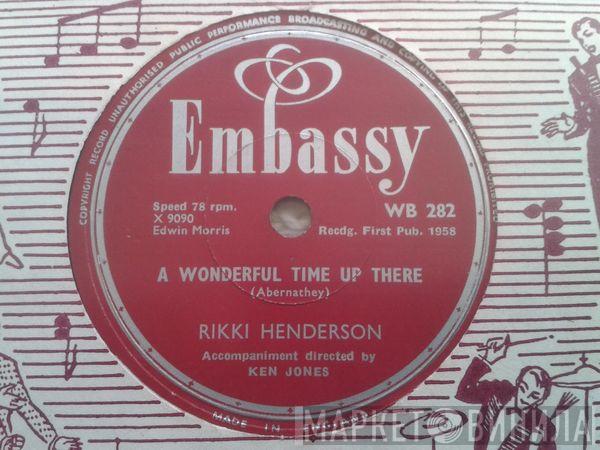 COPYRIGHT RECORD UNAUTHORISED PUBLIC PERFORMANCE BROADCASTING AND COPYING OF
Embassy
Speed 78 rpm.
X 9090
Edwin Morris
WB 282
Recdg. First Pub. 1958
A WONDERFUL TIME UP THERE
(Abernathey)
RIKKI HENDERSON
Accompaniment directed by
KEN JONES
MADE IN
МАРКЕТ ВИНИЛА